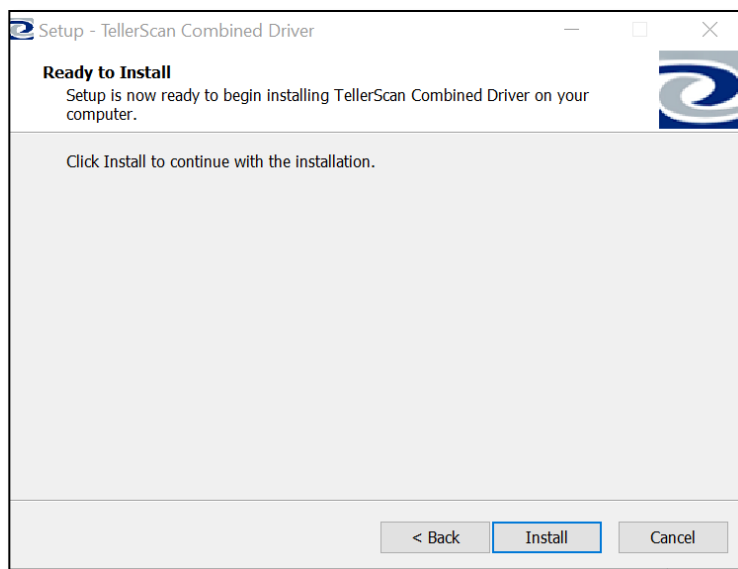 Setup - TellerScan Combined Driver
Ready to Install
Setup is now ready to begin installing TellerScan Combined Driver on your
computer.
Click Install to continue with the installation.
< Back
Install
Cancel